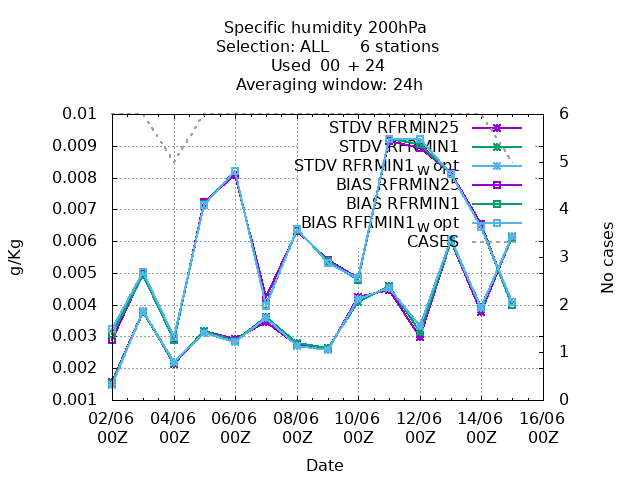 Specific humidity 200hPa
Selection: ALL 6 stations
Used 00 + 24
Averaging window: 24h
0.01
0.009
0.008
0.007
0.006
0.005
0.004
0.003
0.002
0.001
g/Kg
STDV RFRMIN25
STDV RFRMIN1
STDV RFRMIN1_w opt
BIAS RFRMIN25
BIAS RFRMIN1
BIAS RFRMIN1_w opt
CASES
6
5
4
3
2
1
0
No cases
02/06 04/06 06/06 08/06 10/06 12/06 14/06 16/06
00Z 00Z 00Z 00Z 00Z 00Z 00Z 00Z
Date